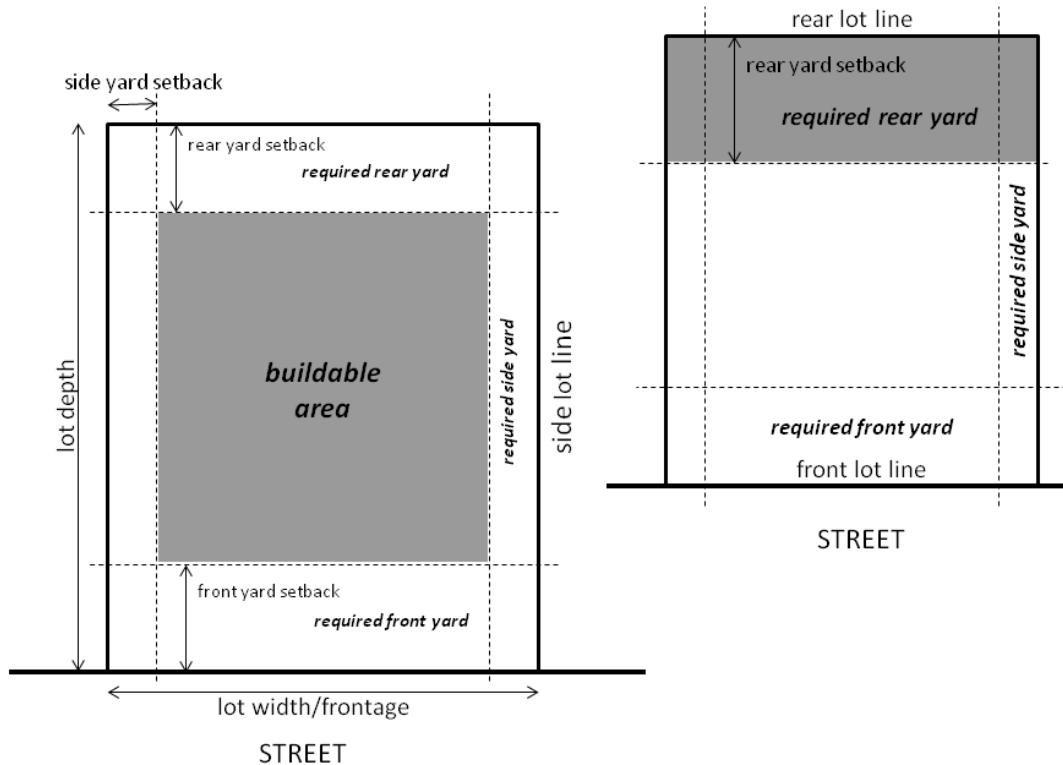 side yard setback
rear yard setback
required rear yard
lot depth
buildable
area
required side yard
side lot line
front yard setback
required front yard
lot width/frontage
STREET
rear lot line
rear yard setback
required rear yard
required side yard
required front yard
front lot line
STREET